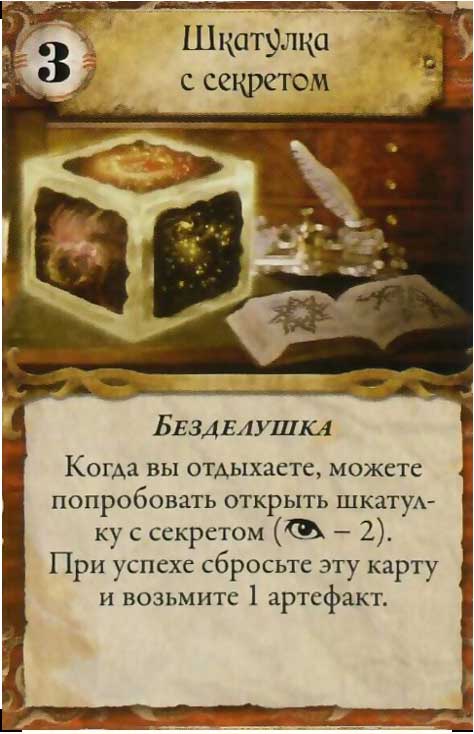 3
Шкатулка
с секретом
Безделушка
Когда вы отдыхаете, можете
попробовать открыть шкатул-
ку с секретом (👁 – 2).
При успехе сбросьте эту карту
и возьмите 1 артефакт.